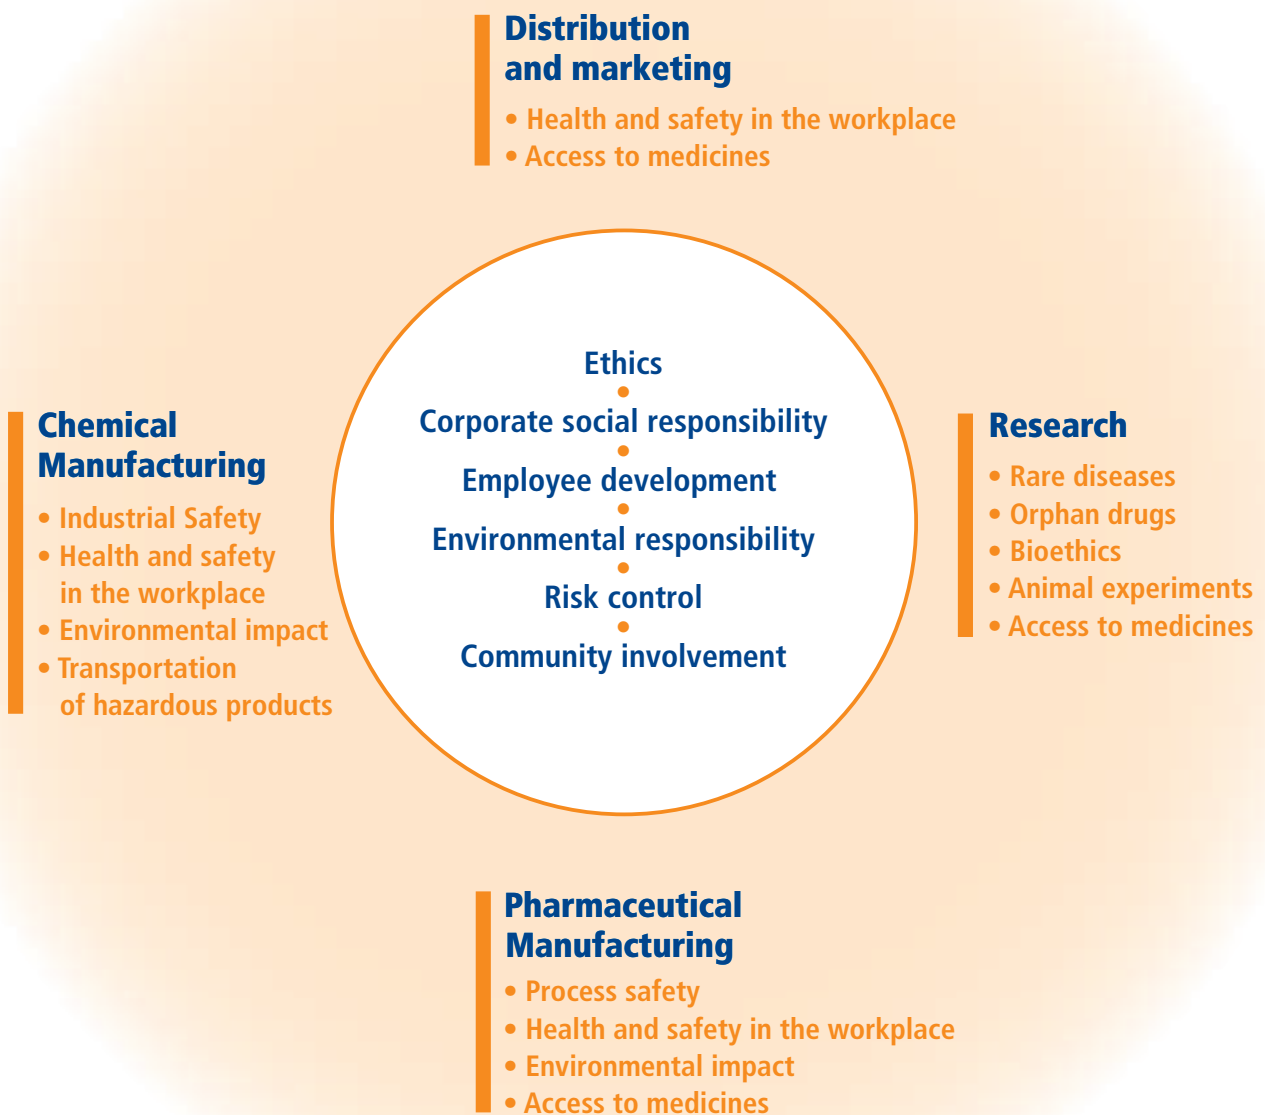 Distribution
and marketing
• Health and safety in the workplace
• Access to medicines
Ethics
Corporate social responsibility
Employee development
Environmental responsibility
Risk control
Community involvement
Chemical
Manufacturing
• Industrial Safety
• Health and safety
in the workplace
• Environmental impact
• Transportation
of hazardous products
Research
• Rare diseases
• Orphan drugs
• Bioethics
• Animal experiments
• Access to medicines
Pharmaceutical
Manufacturing
• Process safety
• Health and safety in the workplace
• Environmental impact
• Access to medicines